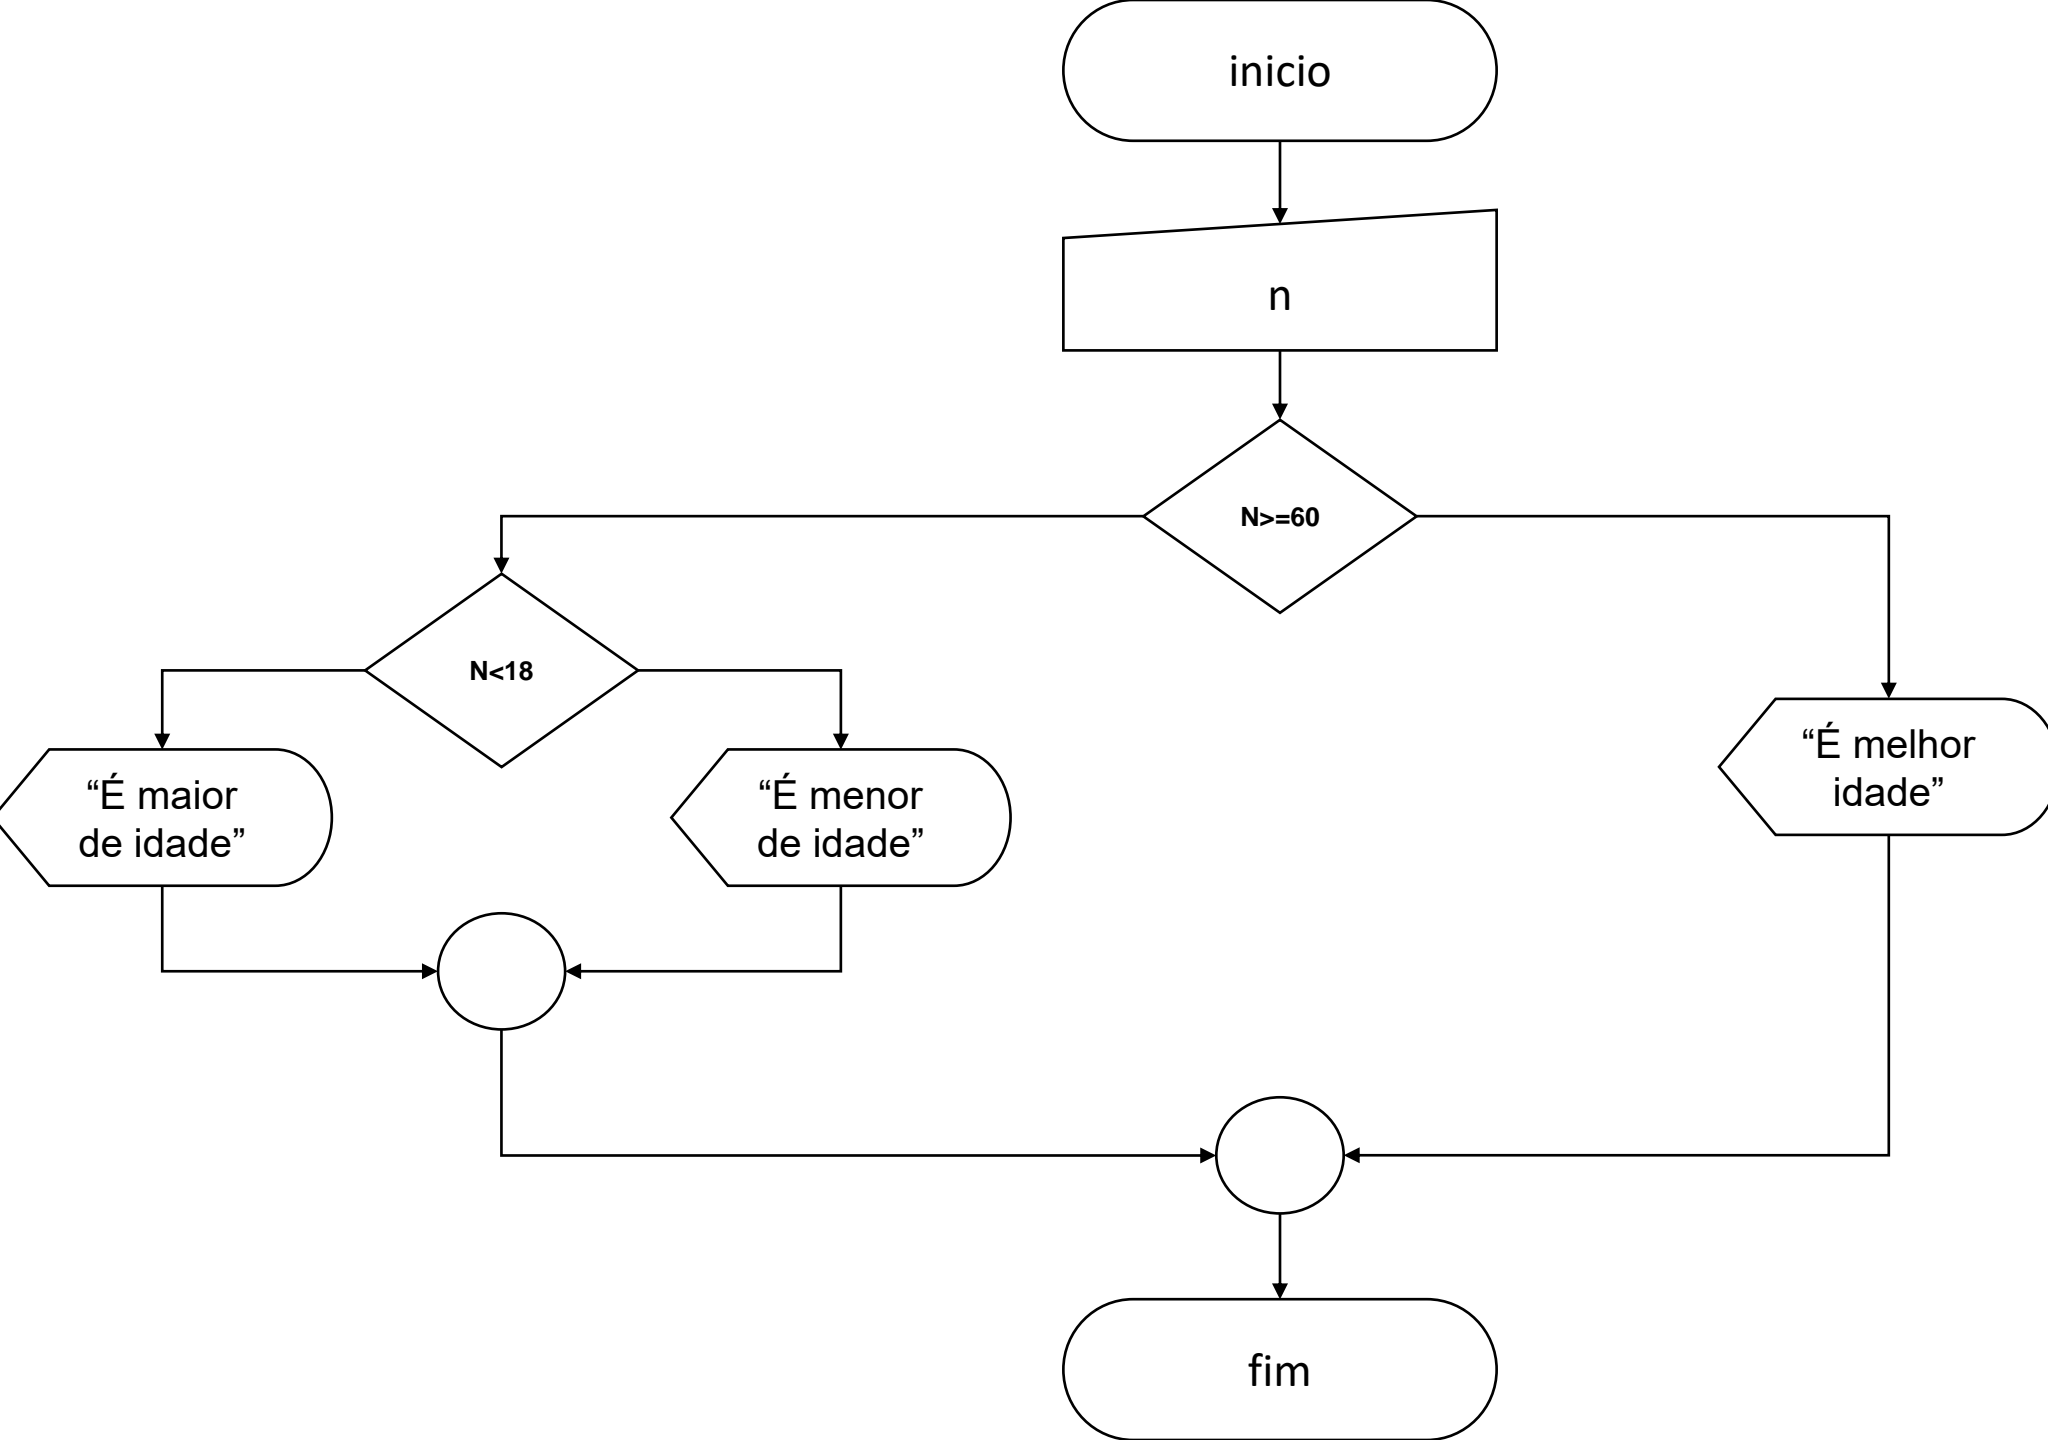 inicio
n
N>=60
N<18
“É maior
de idade”
“É menor
de idade”
“É melhor
idade”
fim